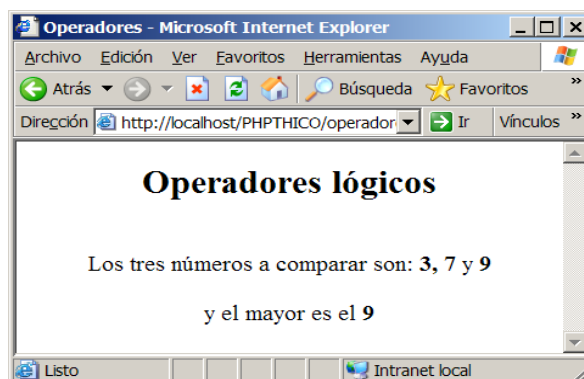 Operadores - Microsoft Internet Explorer
Archivo Edición Ver Favoritos Herramientas Ayuda
Atrás Búsqueda Favoritos »
Dirección http://localhost/PHPTHICO/operador Ir Vínculos »
Operadores lógicos
Los tres números a comparar son: 3, 7 y 9
y el mayor es el 9
Listo Intranet local